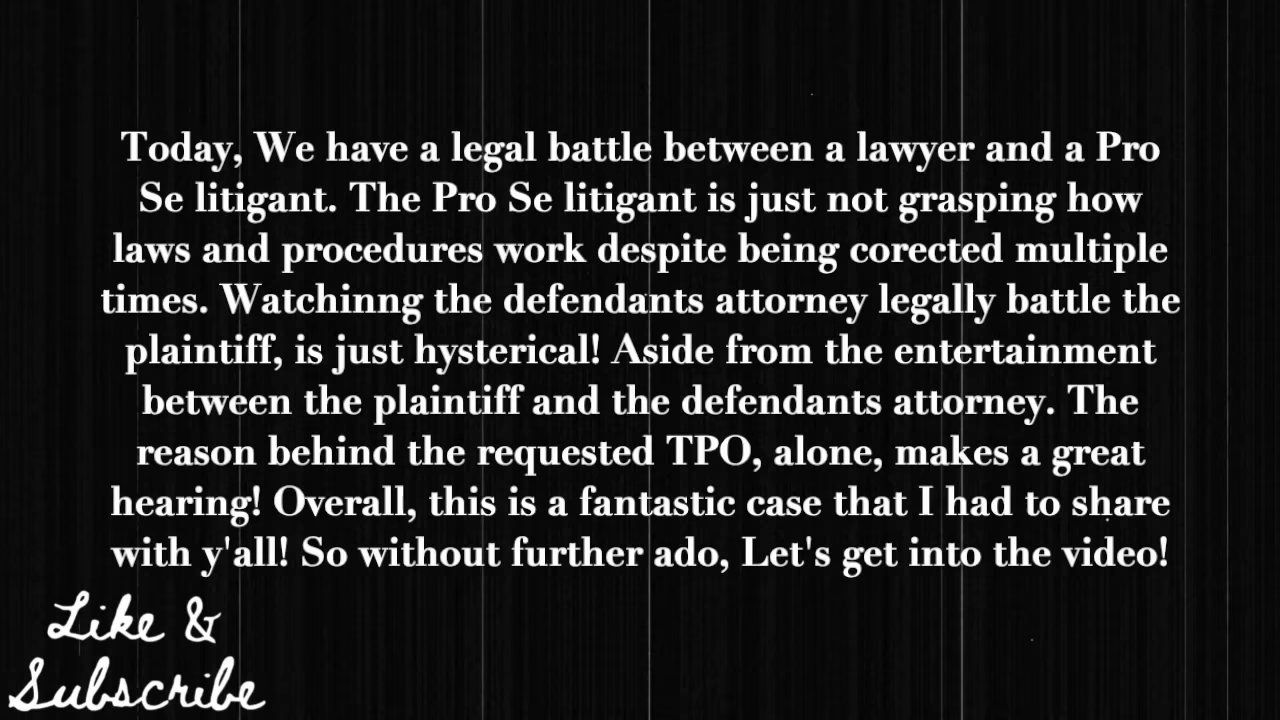 Today, We have a legal battle between a lawyer and a Pro
Se litigant. The Pro Se litigant is just not grasping how
laws and procedures work despite being corected multiple
times. Watchinng the defendants attorney legally battle the
plaintiff, is just hysterical! Aside from the entertainment
between the plaintiff and the defendants attorney. The
reason behind the requested TPO, alone, makes a great
hearing! Overall, this is a fantastic case that I had to share
with y'all! So without further ado, Let's get into the video!
Like &
Subscribe